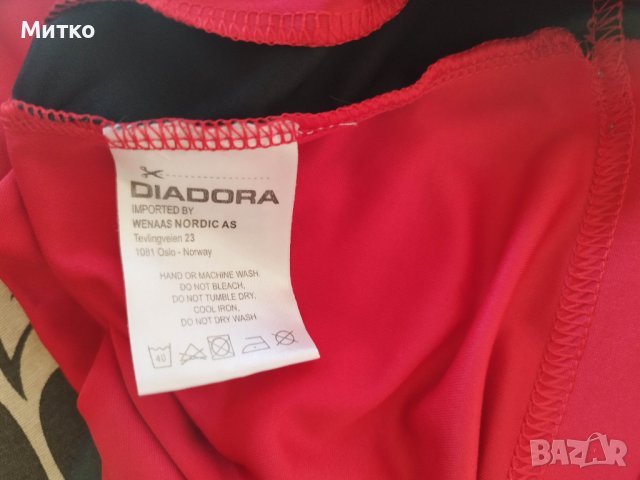 Митко
DIADORA
IMPORTED BY
WENAAS NORDIC AS
Tevlingveien 23
1081 Oslo - Norway
HAND OR MACHINE WASH.
DO NOT BLEACH.
DO NOT TUMBLE DRY.
COOL IRON.
DO NOT DRY WASH
40
BAZAR